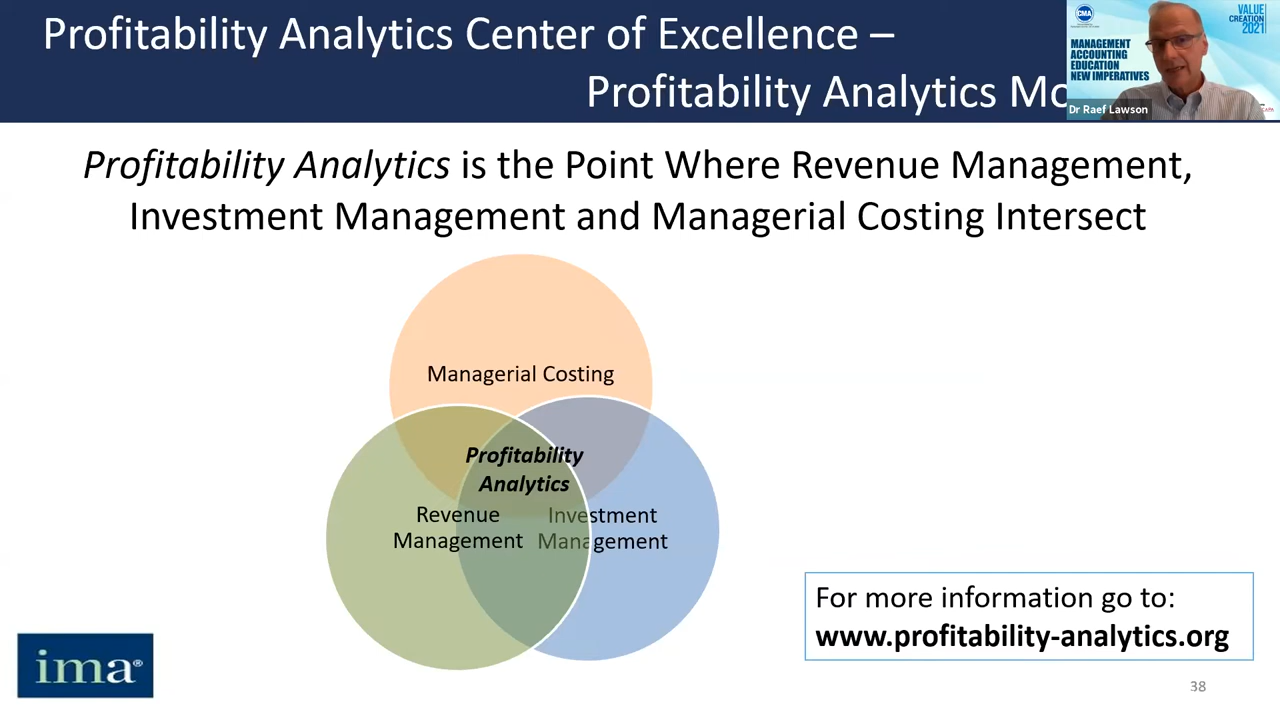 Profitability Analytics Center of Excellence –
Profitability Analytics Mo
CMA
VALUE
CREATION
2021
MANAGEMENT
ACCOUNTING
EDUCATION
NEW IMPERATIVES
Dr Raef Lawson
Profitability Analytics is the Point Where Revenue Management,
Investment Management and Managerial Costing Intersect
Managerial Costing
Profitability
Analytics
Revenue
Management
Investment
Management
For more information go to:
www.profitability-analytics.org
ima®
38